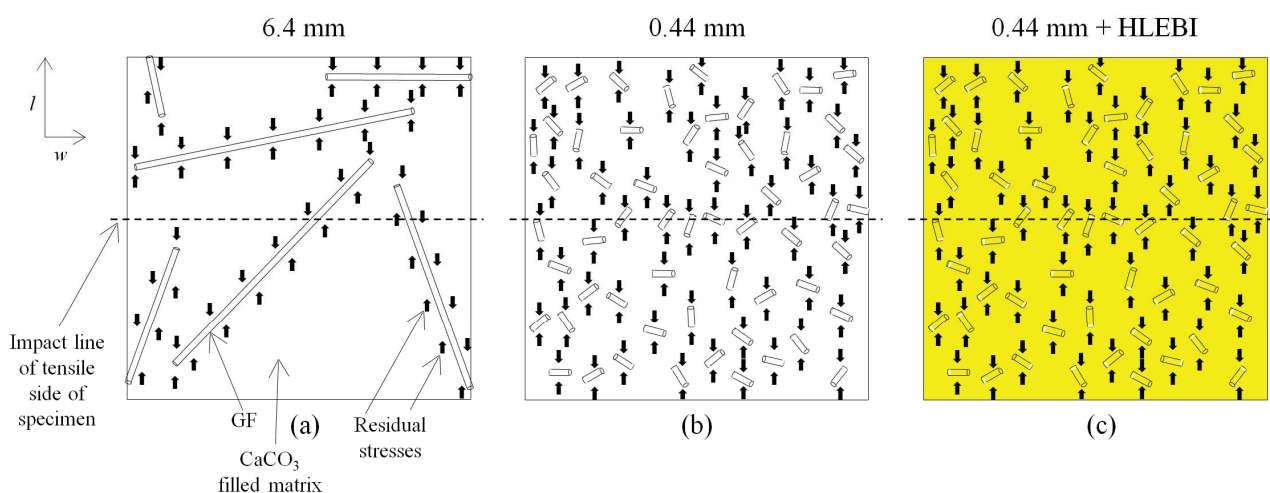 6.4 mm
0.44 mm
0.44 mm + HLEBI
l
w
Impact line
of tensile
side of
specimen
GF
(a)
Residual
stresses
CaCO₃
filled matrix
(b)
(c)